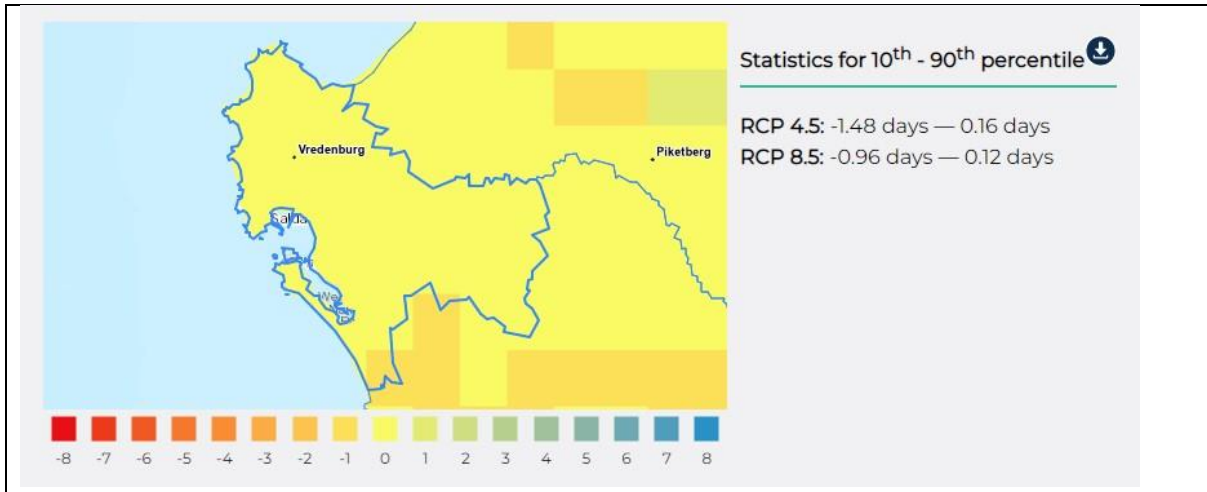 Statistics for 10th - 90th percentile
RCP 4.5: -1.48 days — 0.16 days
RCP 8.5: -0.96 days — 0.12 days
Vredenburg
Piketberg
Salda
-8 -7 -6 -5 -4 -3 -2 -1 0 1 2 3 4 5 6 7 8